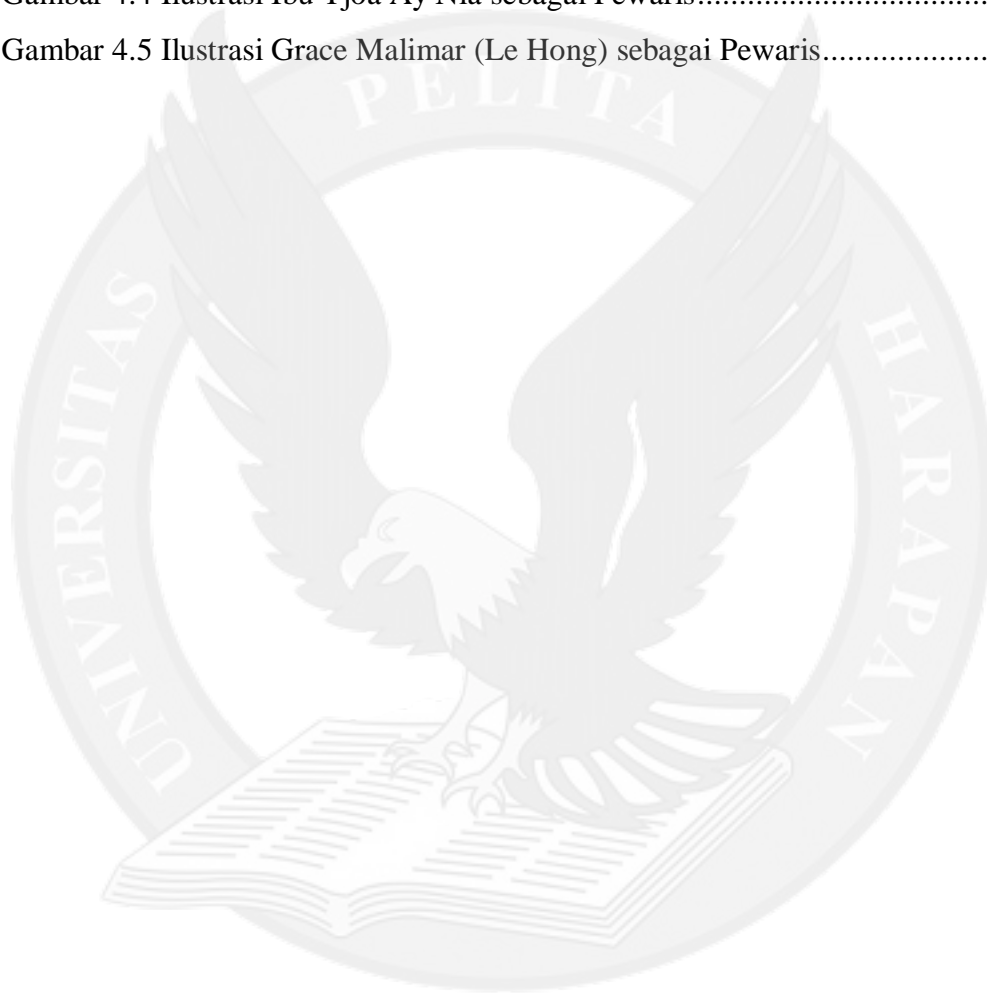 Gambar 4.4 Ilustrasi Ibu Tjoa Ay Nia sebagai Pewaris....................................
Gambar 4.5 Ilustrasi Grace Malimar (Le Hong) sebagai Pewaris....................
UNIVERSITAS PELITA HARAPAN